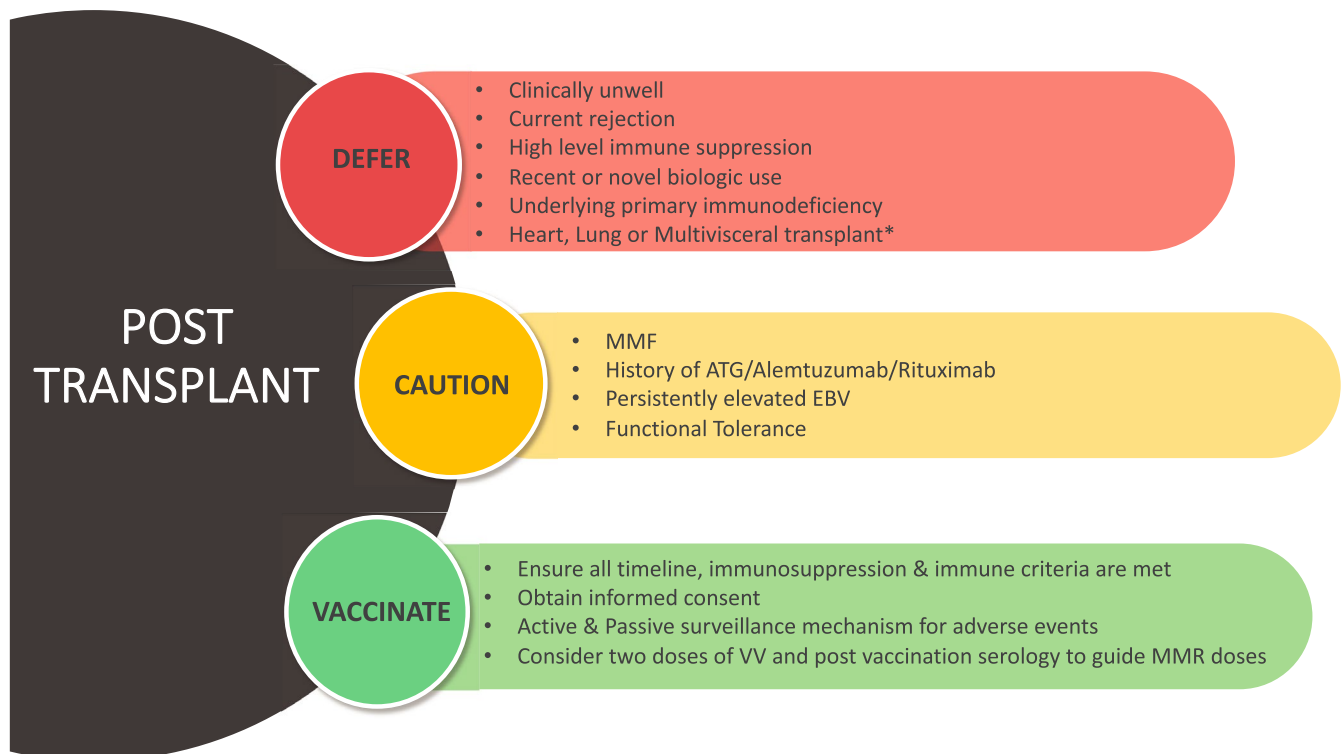 POST
TRANSPLANT
DEFER
• Clinically unwell
• Current rejection
• High level immune suppression
• Recent or novel biologic use
• Underlying primary immunodeficiency
• Heart, Lung or Multivisceral transplant*
CAUTION
• MMF
• History of ATG/Alemtuzumab/Rituximab
• Persistently elevated EBV
• Functional Tolerance
VACCINATE
• Ensure all timeline, immunosuppression & immune criteria are met
• Obtain informed consent
• Active & Passive surveillance mechanism for adverse events
• Consider two doses of VV and post vaccination serology to guide MMR doses